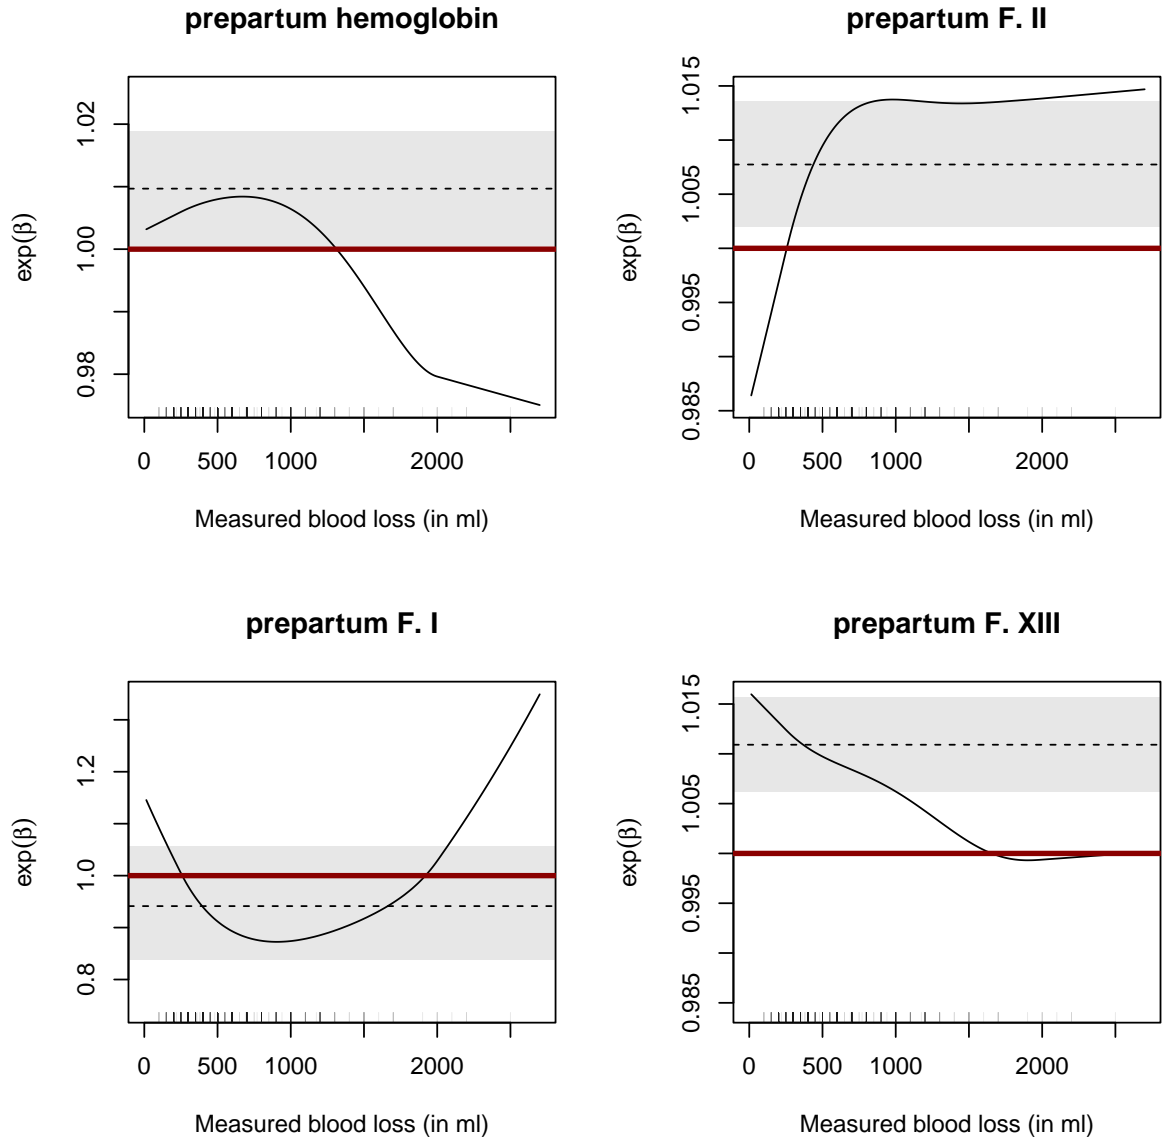 prepartum hemoglobin
exp(β)
1.02
1.00
0.98
0 500 1000 2000
Measured blood loss (in ml)
prepartum F. II
exp(β)
1.015
1.005
0.995
0.985
0 500 1000 2000
Measured blood loss (in ml)
prepartum F. I
exp(β)
1.2
1.0
0.8
0 500 1000 2000
Measured blood loss (in ml)
prepartum F. XIII
exp(β)
1.015
1.005
0.995
0.985
0 500 1000 2000
Measured blood loss (in ml)